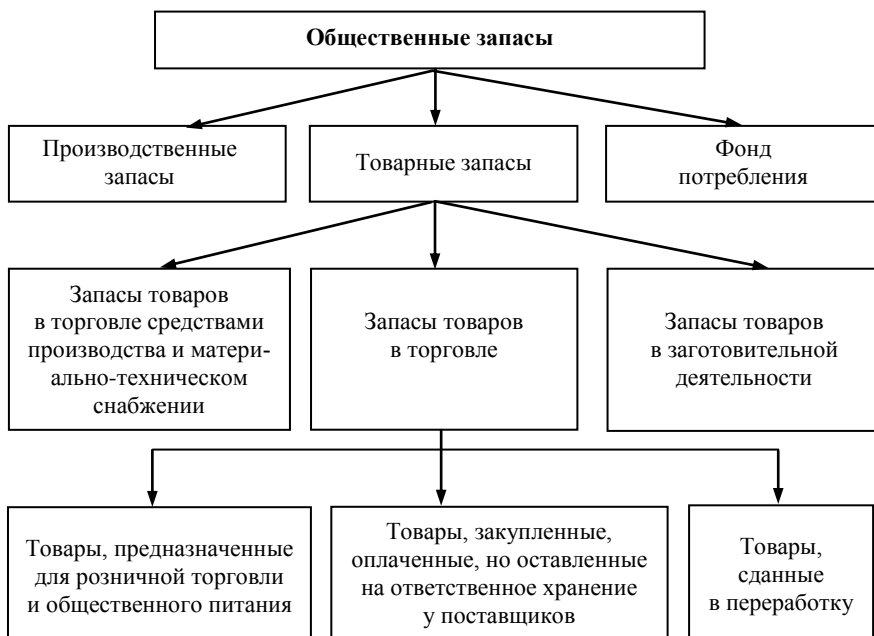 Общественные запасы
Производственные
запасы
Товарные запасы
Фонд
потребления
Запасы товаров
в торговле средствами
производства и матери-
ально-техническом
снабжении
Запасы товаров
в торговле
Запасы товаров
в заготовительной
деятельности
Товары, предназначенные
для розничной торговли
и общественного питания
Товары, закупленные,
оплаченные, но оставленные
на ответственное хранение
у поставщиков
Товары,
сданные
в переработку